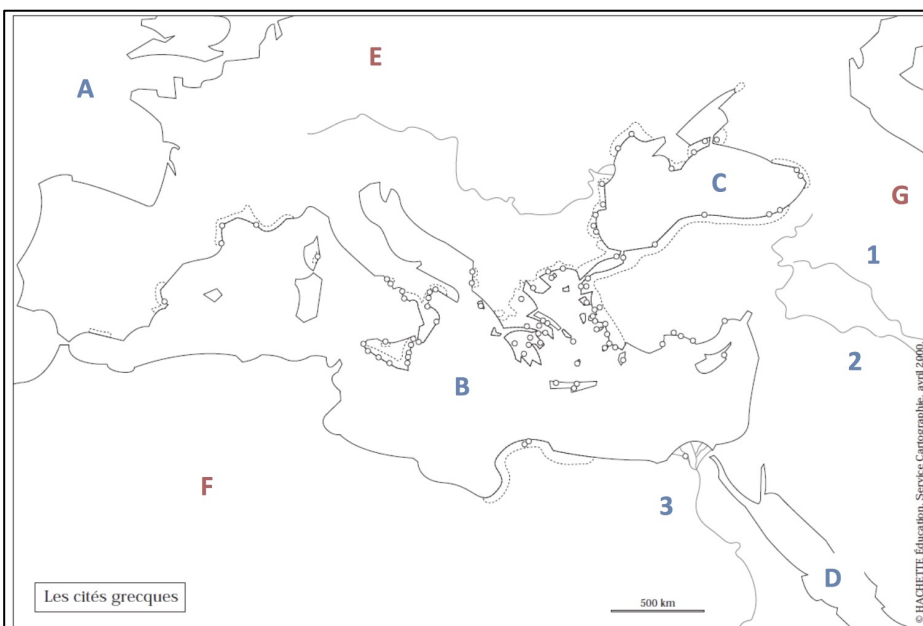 E
A
C
G
1
2
B
F
3
D
Les cités grecques
500 km
© HACHETTE Éducation, Service Cartographie, avril 2000.